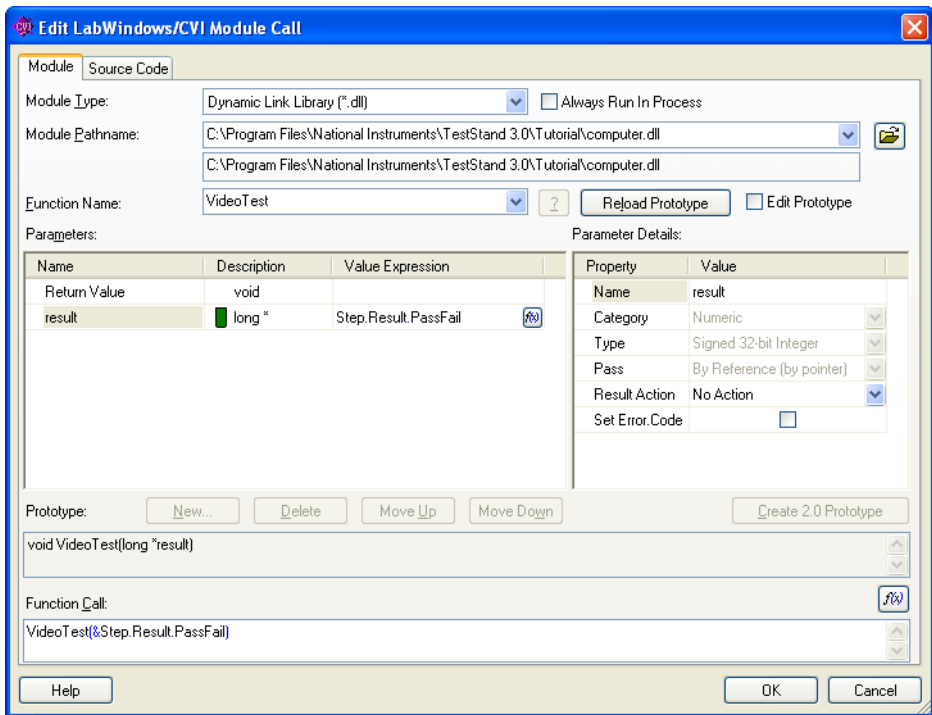 CVI Edit LabWindows/CVI Module Call
Module Source Code
Module Type: Dynamic Link Library (*.dll) Always Run In Process
Module Pathname: C:\Program Files\National Instruments\TestStand 3.0\Tutorial\computer.dll
C:\Program Files\National Instruments\TestStand 3.0\Tutorial\computer.dll
Function Name: VideoTest ? Reload Prototype Edit Prototype
Parameters: Parameter Details:
Name Description Value Expression Property Value
Return Value void Name result
result long * Step.Result.PassFail f(x) Category Numeric
Type Signed 32-bit Integer
Pass By Reference (by pointer)
Result Action No Action
Set Error.Code
Prototype: New... Delete Move Up Move Down Create 2.0 Prototype
void VideoTest(long *result)
Function Call: f(x)
VideoTest(&Step.Result.PassFail)
Help OK Cancel